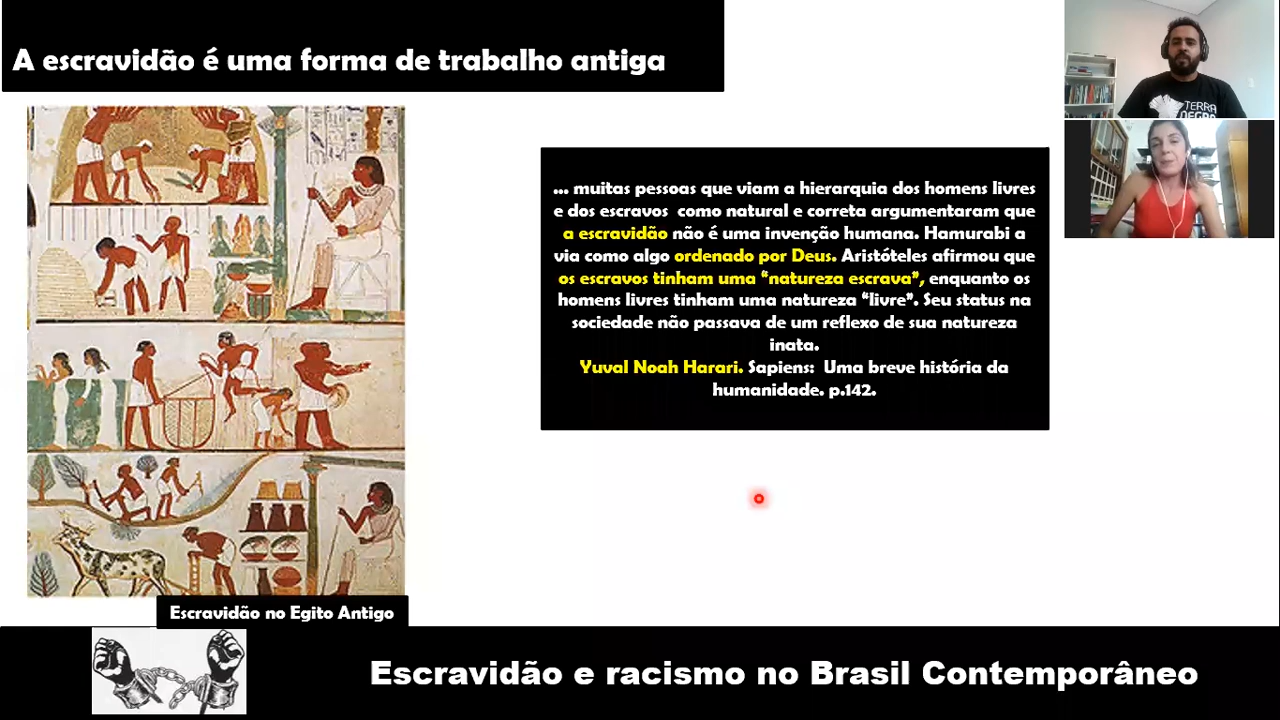 A escravidão é uma forma de trabalho antiga
TERRA
NEGRA
... muitas pessoas que viam a hierarquia dos homens livres
e dos escravos como natural e correta argumentaram que
a escravidão não é uma invenção humana. Hamurabi a
via como algo ordenado por Deus. Aristóteles afirmou que
os escravos tinham uma “natureza escrava”, enquanto os
homens livres tinham uma natureza “livre”. Seu status na
sociedade não passava de um reflexo de sua natureza
inata.
Yuval Noah Harari. Sapiens: Uma breve história da
humanidade. p.142.
Escravidão no Egito Antigo
Escravidão e racismo no Brasil Contemporâneo